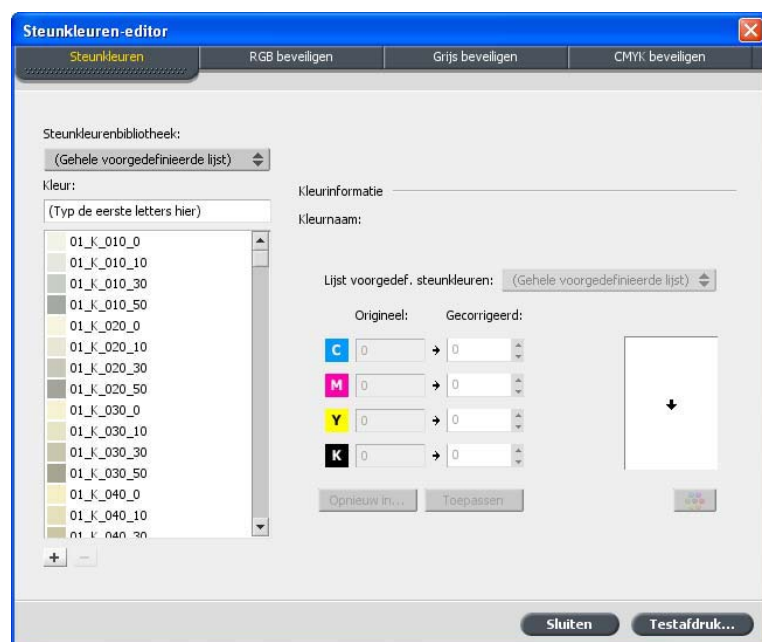 Steunkleuren-editor
Steunkleuren
RGB beveiligen
Grijs beveiligen
CMYK beveiligen
Steunkleurenbibliotheek:
(Gehele voorgedefinieerde lijst)
Kleur:
(Typ de eerste letters hier)
01_K_010_0
01_K_010_10
01_K_010_30
01_K_010_50
01_K_020_0
01_K_020_10
01_K_020_30
01_K_020_50
01_K_030_0
01_K_030_10
01_K_030_30
01_K_030_50
01_K_040_0
01_K_040_10
01_K_040_30
+
−
Kleurinformatie
Kleurnaam:
Lijst voorgedef. steunkleuren: (Gehele voorgedefinieerde lijst)
Origineel: Gecorrigeerd:
C 0 0
M 0 0
Y 0 0
K 0 0
Opnieuw in... Toepassen
Sluiten Testafdruk...